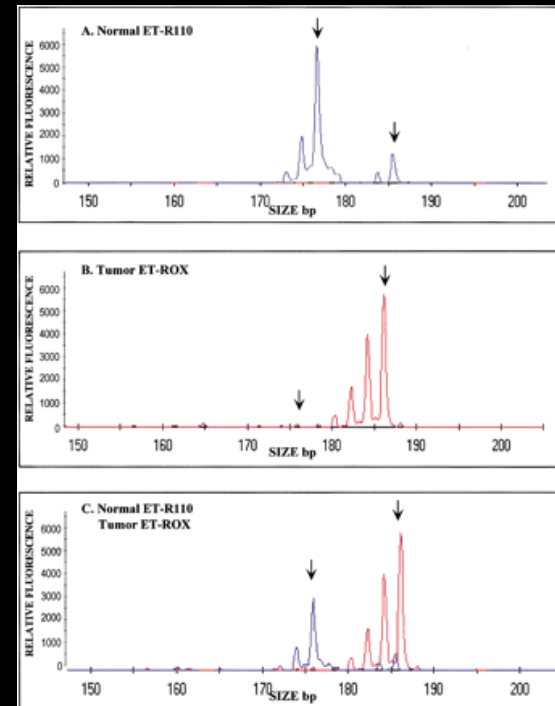 A. Normal ET-R110
RELATIVE FLUORESCENCE
6000
5000
4000
3000
2000
1000
0
150 160 170 180 190 200
SIZE bp
B. Tumor ET-ROX
RELATIVE FLUORESCENCE
6000
5000
4000
3000
2000
1000
0
150 160 170 180 190 200
SIZE bp
C. Normal ET-R110
Tumor ET-ROX
RELATIVE FLUORESCENCE
6000
5000
4000
3000
2000
1000
0
150 160 170 180 190 200
SIZE bp